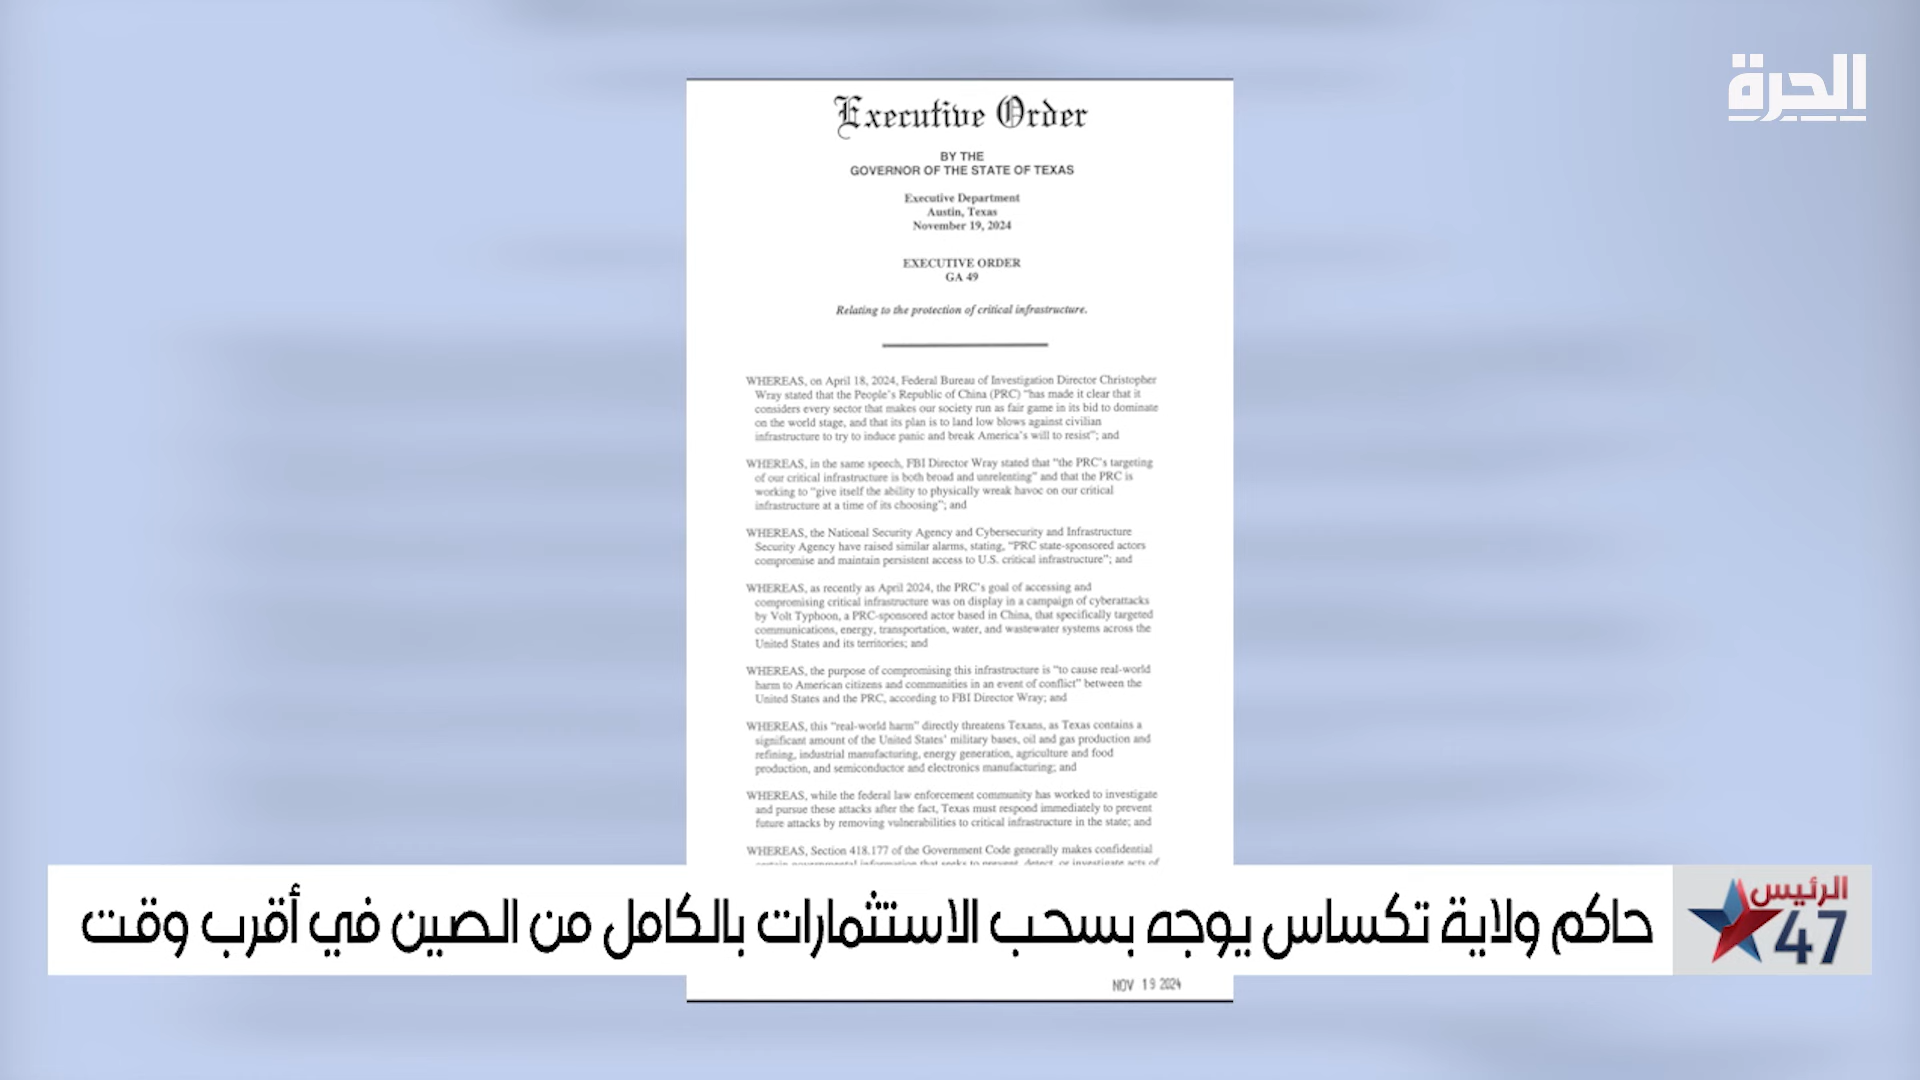 الحرة
Executive Order
BY THE
GOVERNOR OF THE STATE OF TEXAS
Executive Department
Austin, Texas
November 19, 2024
EXECUTIVE ORDER
GA 49
Relating to the protection of critical infrastructure.
WHEREAS, on April 18, 2024, Federal Bureau of Investigation Director Christopher
Wray stated that the People's Republic of China (PRC) "has made it clear that it
considers every sector that makes our society run as fair game in its bid to dominate
on the world stage, and that its plan is to land low blows against civilian
infrastructure to try to induce panic and break America's will to resist"; and
WHEREAS, in the same speech, FBI Director Wray stated that "the PRC's targeting
of our critical infrastructure is both broad and unrelenting" and that the PRC is
working to "give itself the ability to physically wreak havoc on our critical
infrastructure at a time of its choosing"; and
WHEREAS, the National Security Agency and Cybersecurity and Infrastructure
Security Agency have raised similar alarms, stating, "PRC state-sponsored actors
compromise and maintain persistent access to U.S. critical infrastructure"; and
WHEREAS, as recently as April 2024, the PRC's goal of accessing and
compromising critical infrastructure was on display in a campaign of cyberattacks
by Volt Typhoon, a PRC-sponsored actor based in China, that specifically targeted
communications, energy, transportation, water, and wastewater systems across the
United States and its territories; and
WHEREAS, the purpose of compromising this infrastructure is "to cause real-world
harm to American citizens and communities in an event of conflict" between the
United States and the PRC, according to FBI Director Wray; and
WHEREAS, this "real-world harm" directly threatens Texans, as Texas contains a
significant amount of the United States' military bases, oil and gas production and
refining, industrial manufacturing, energy generation, agriculture and food
production, and semiconductor and electronics manufacturing; and
WHEREAS, while the federal law enforcement community has worked to investigate
and pursue these attacks after the fact, Texas must respond immediately to prevent
future attacks by removing vulnerabilities to critical infrastructure in the state; and
WHEREAS, Section 418.177 of the Government Code generally makes confidential
certain governmental information that seeks to prevent, detect, or investigate acts of
الرئيس
47
حاكم ولاية تكساس يوجه بسحب الاستثمارات بالكامل من الصين في أقرب وقت
NOV 19 2024